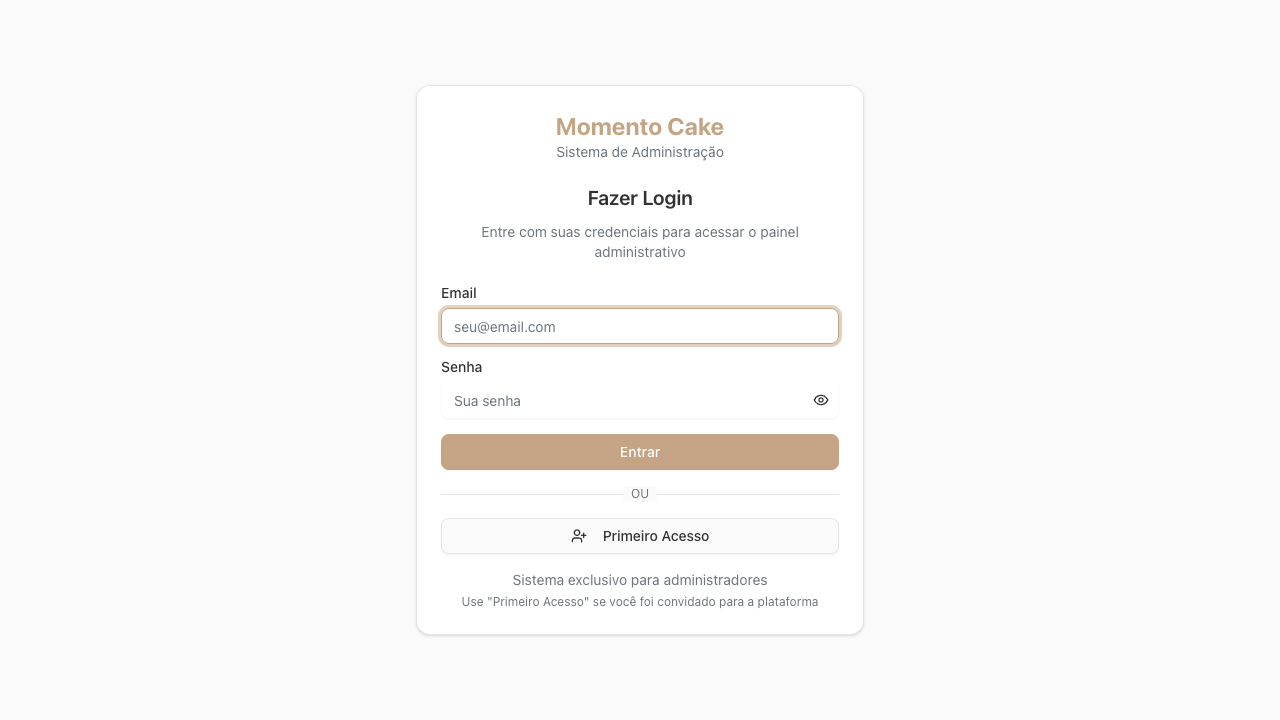 Momento Cake
Sistema de Administração
Fazer Login
Entre com suas credenciais para acessar o painel
administrativo
Email
seu@email.com
Senha
Sua senha
Entrar
OU
Primeiro Acesso
Sistema exclusivo para administradores
Use "Primeiro Acesso" se você foi convidado para a plataforma